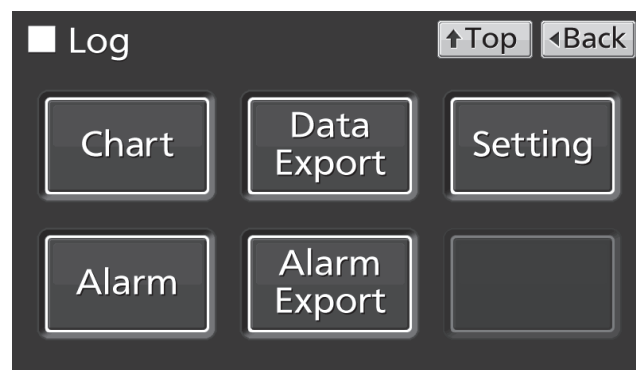 Log
↑Top
◂Back
Chart
Data
Export
Setting
Alarm
Alarm
Export